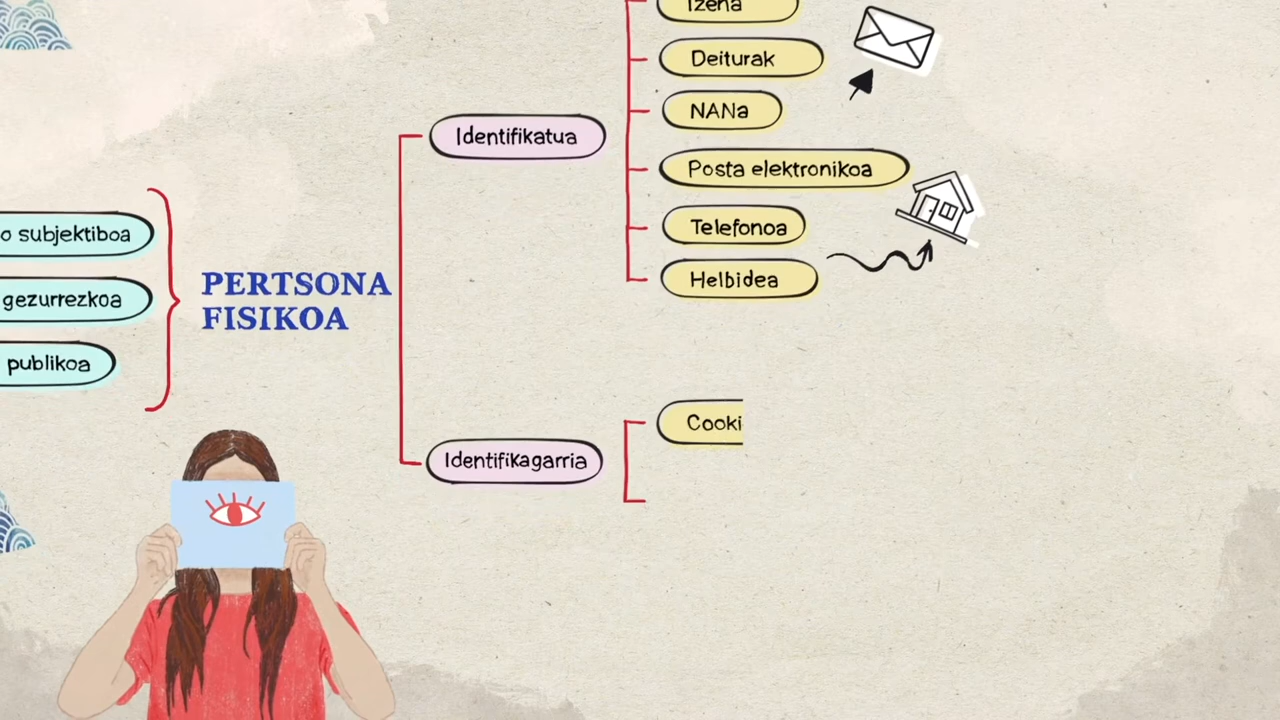 Izena
Deiturak
NANa
Identifikatua
Posta elektronikoa
Telefonoa
o subjektiboa
Helbidea
gezurrezkoa
PERTSONA
FISIKOA
publikoa
Cooki
Identifikagarria